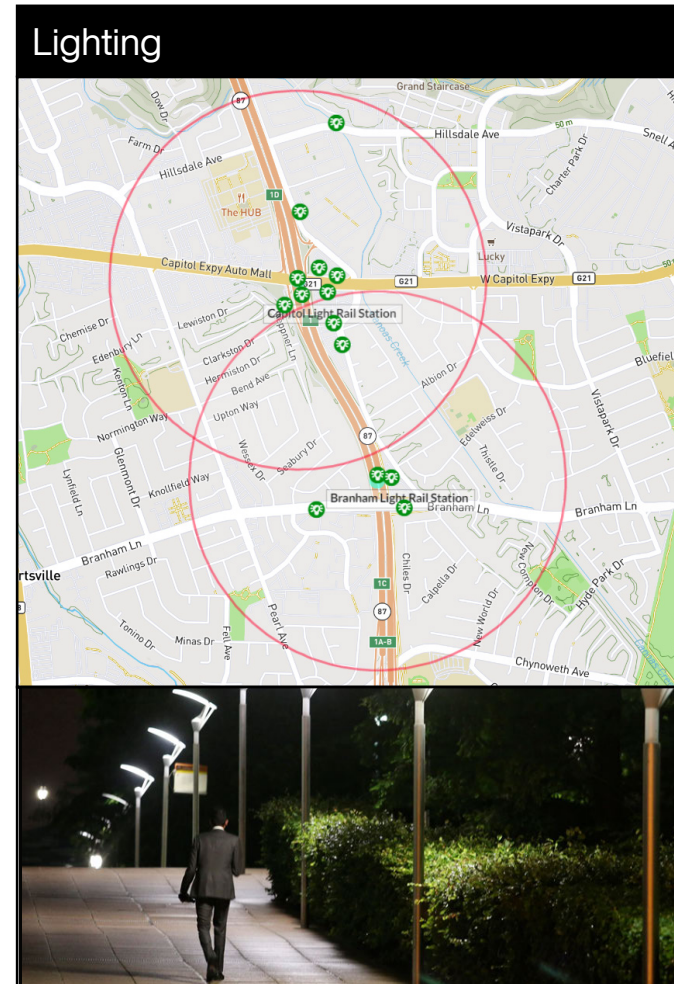 Lighting
Grand Staircase
87
Dow Dr
Hillsdale Ave
50 m
Snell A
Farm Dr
Hillsdale Ave
Charter Park Dr
1D
The HUB
Vistapark Dr
Lucky
Capitol Expy Auto Mall
G21
W Capitol Expy
G21
50 m
Capitol Light Rail Station
Lewiston Dr
Chemise Dr
Edenbury Ln
Clarkston Dr
Hermiston Dr
Bend Ave
Kenton Ln
Upton Way
Albion Dr
Bluefiel
Vistapark Dr
Normington Way
87
Edelweiss Dr
Wessex Dr
Seabury Dr
Thistle Dr
Glenmont Dr
Lynfield Dr
Knollfield Way
Branham Light Rail Station
Branham Ln
Branham Ln
Branham Ln
Rawlings Dr
rtsville
New Compton Dr
Chiles Dr
Calpella Dr
Hyde Park Dr
1C
87
New World Dr
Pearl Ave
Tonino Dr
Minas Dr
Fell Ave
1A-B
Chynoweth Ave